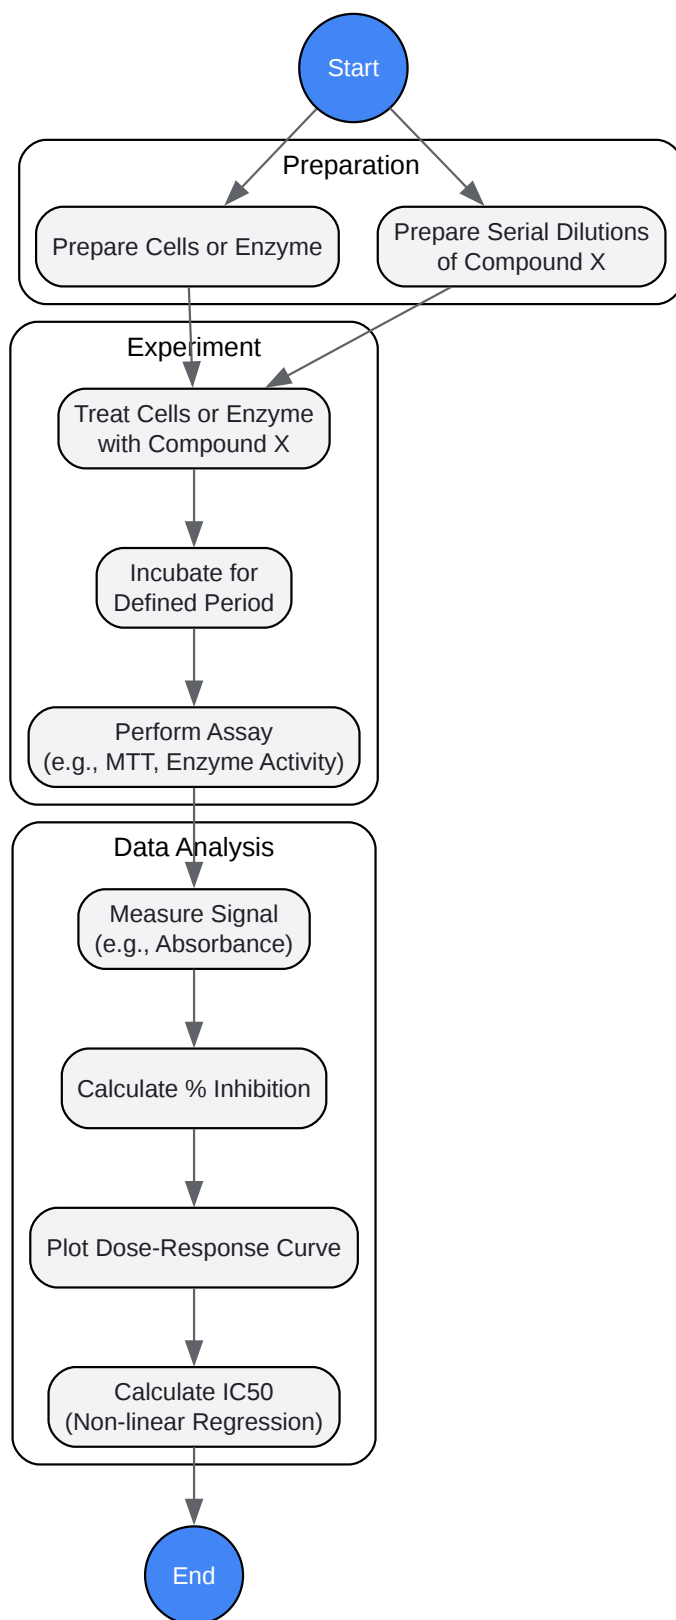 Start
Preparation
Prepare Cells or Enzyme
Prepare Serial Dilutions
of Compound X
Experiment
Treat Cells or Enzyme
with Compound X
Incubate for
Defined Period
Perform Assay
(e.g., MTT, Enzyme Activity)
Data Analysis
Measure Signal
(e.g., Absorbance)
Calculate % Inhibition
Plot Dose-Response Curve
Calculate IC50
(Non-linear Regression)
End